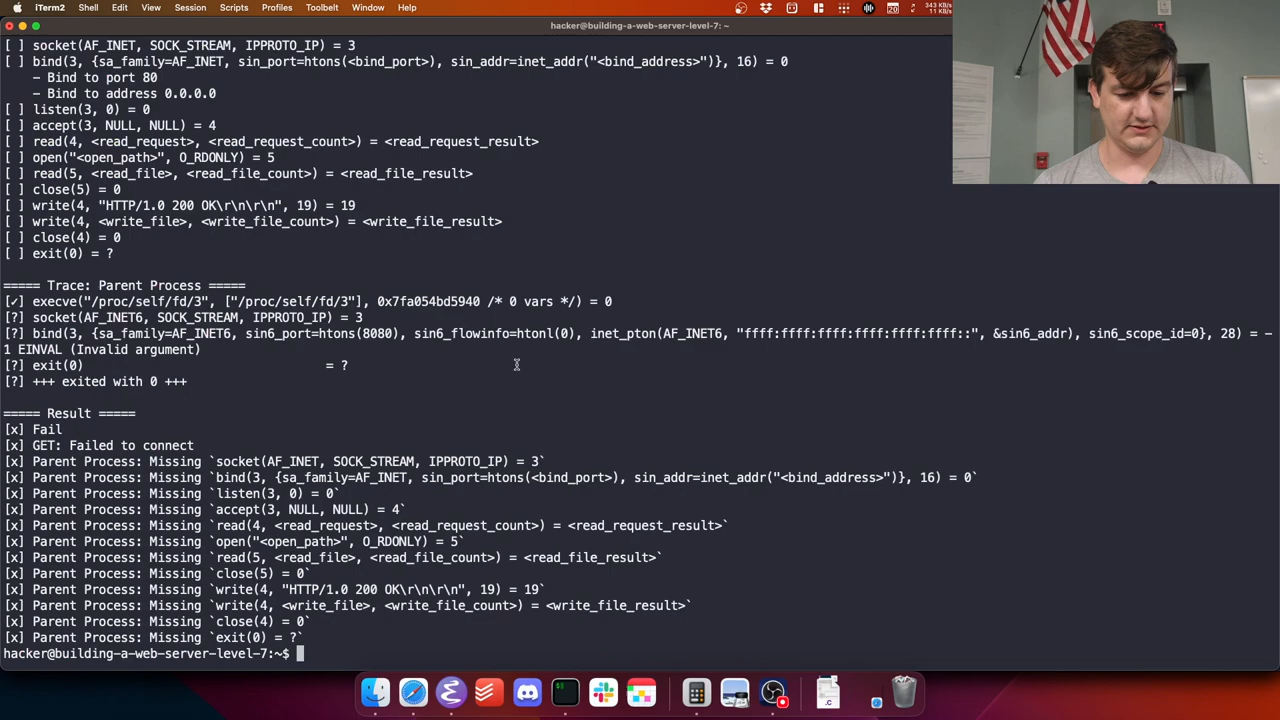 iTerm2 Shell Edit View Session Scripts Profiles Toolbelt Window Help
20
343 KB/s
11 KB/s
hacker@building-a-web-server-level-7: ~
[ ] socket(AF_INET, SOCK_STREAM, IPPROTO_IP) = 3
[ ] bind(3, {sa_family=AF_INET, sin_port=htons(<bind_port>), sin_addr=inet_addr("<bind_address>")}, 16) = 0
– Bind to port 80
– Bind to address 0.0.0.0
[ ] listen(3, 0) = 0
[ ] accept(3, NULL, NULL) = 4
[ ] read(4, <read_request>, <read_request_count>) = <read_request_result>
[ ] open("<open_path>", O_RDONLY) = 5
[ ] read(5, <read_file>, <read_file_count>) = <read_file_result>
[ ] close(5) = 0
[ ] write(4, "HTTP/1.0 200 OK\r\n\r\n", 19) = 19
[ ] write(4, <write_file>, <write_file_count>) = <write_file_result>
[ ] close(4) = 0
[ ] exit(0) = ?
===== Trace: Parent Process =====
[✓] execve("/proc/self/fd/3", ["/proc/self/fd/3"], 0x7fa054bd5940 /* 0 vars */) = 0
[?] socket(AF_INET6, SOCK_STREAM, IPPROTO_IP) = 3
[?] bind(3, {sa_family=AF_INET6, sin6_port=htons(8080), sin6_flowinfo=htonl(0), inet_pton(AF_INET6, "ffff:ffff:ffff:ffff:ffff:ffff::", &sin6_addr), sin6_scope_id=0}, 28) = -
1 EINVAL (Invalid argument)
[?] exit(0) = ?
[?] +++ exited with 0 +++
===== Result =====
[x] Fail
[x] GET: Failed to connect
[x] Parent Process: Missing `socket(AF_INET, SOCK_STREAM, IPPROTO_IP) = 3`
[x] Parent Process: Missing `bind(3, {sa_family=AF_INET, sin_port=htons(<bind_port>), sin_addr=inet_addr("<bind_address>")}, 16) = 0`
[x] Parent Process: Missing `listen(3, 0) = 0`
[x] Parent Process: Missing `accept(3, NULL, NULL) = 4`
[x] Parent Process: Missing `read(4, <read_request>, <read_request_count>) = <read_request_result>`
[x] Parent Process: Missing `open("<open_path>", O_RDONLY) = 5`
[x] Parent Process: Missing `read(5, <read_file>, <read_file_count>) = <read_file_result>`
[x] Parent Process: Missing `close(5) = 0`
[x] Parent Process: Missing `write(4, "HTTP/1.0 200 OK\r\n\r\n", 19) = 19`
[x] Parent Process: Missing `write(4, <write_file>, <write_file_count>) = <write_file_result>`
[x] Parent Process: Missing `close(4) = 0`
[x] Parent Process: Missing `exit(0) = ?`
hacker@building-a-web-server-level-7:~$
.C